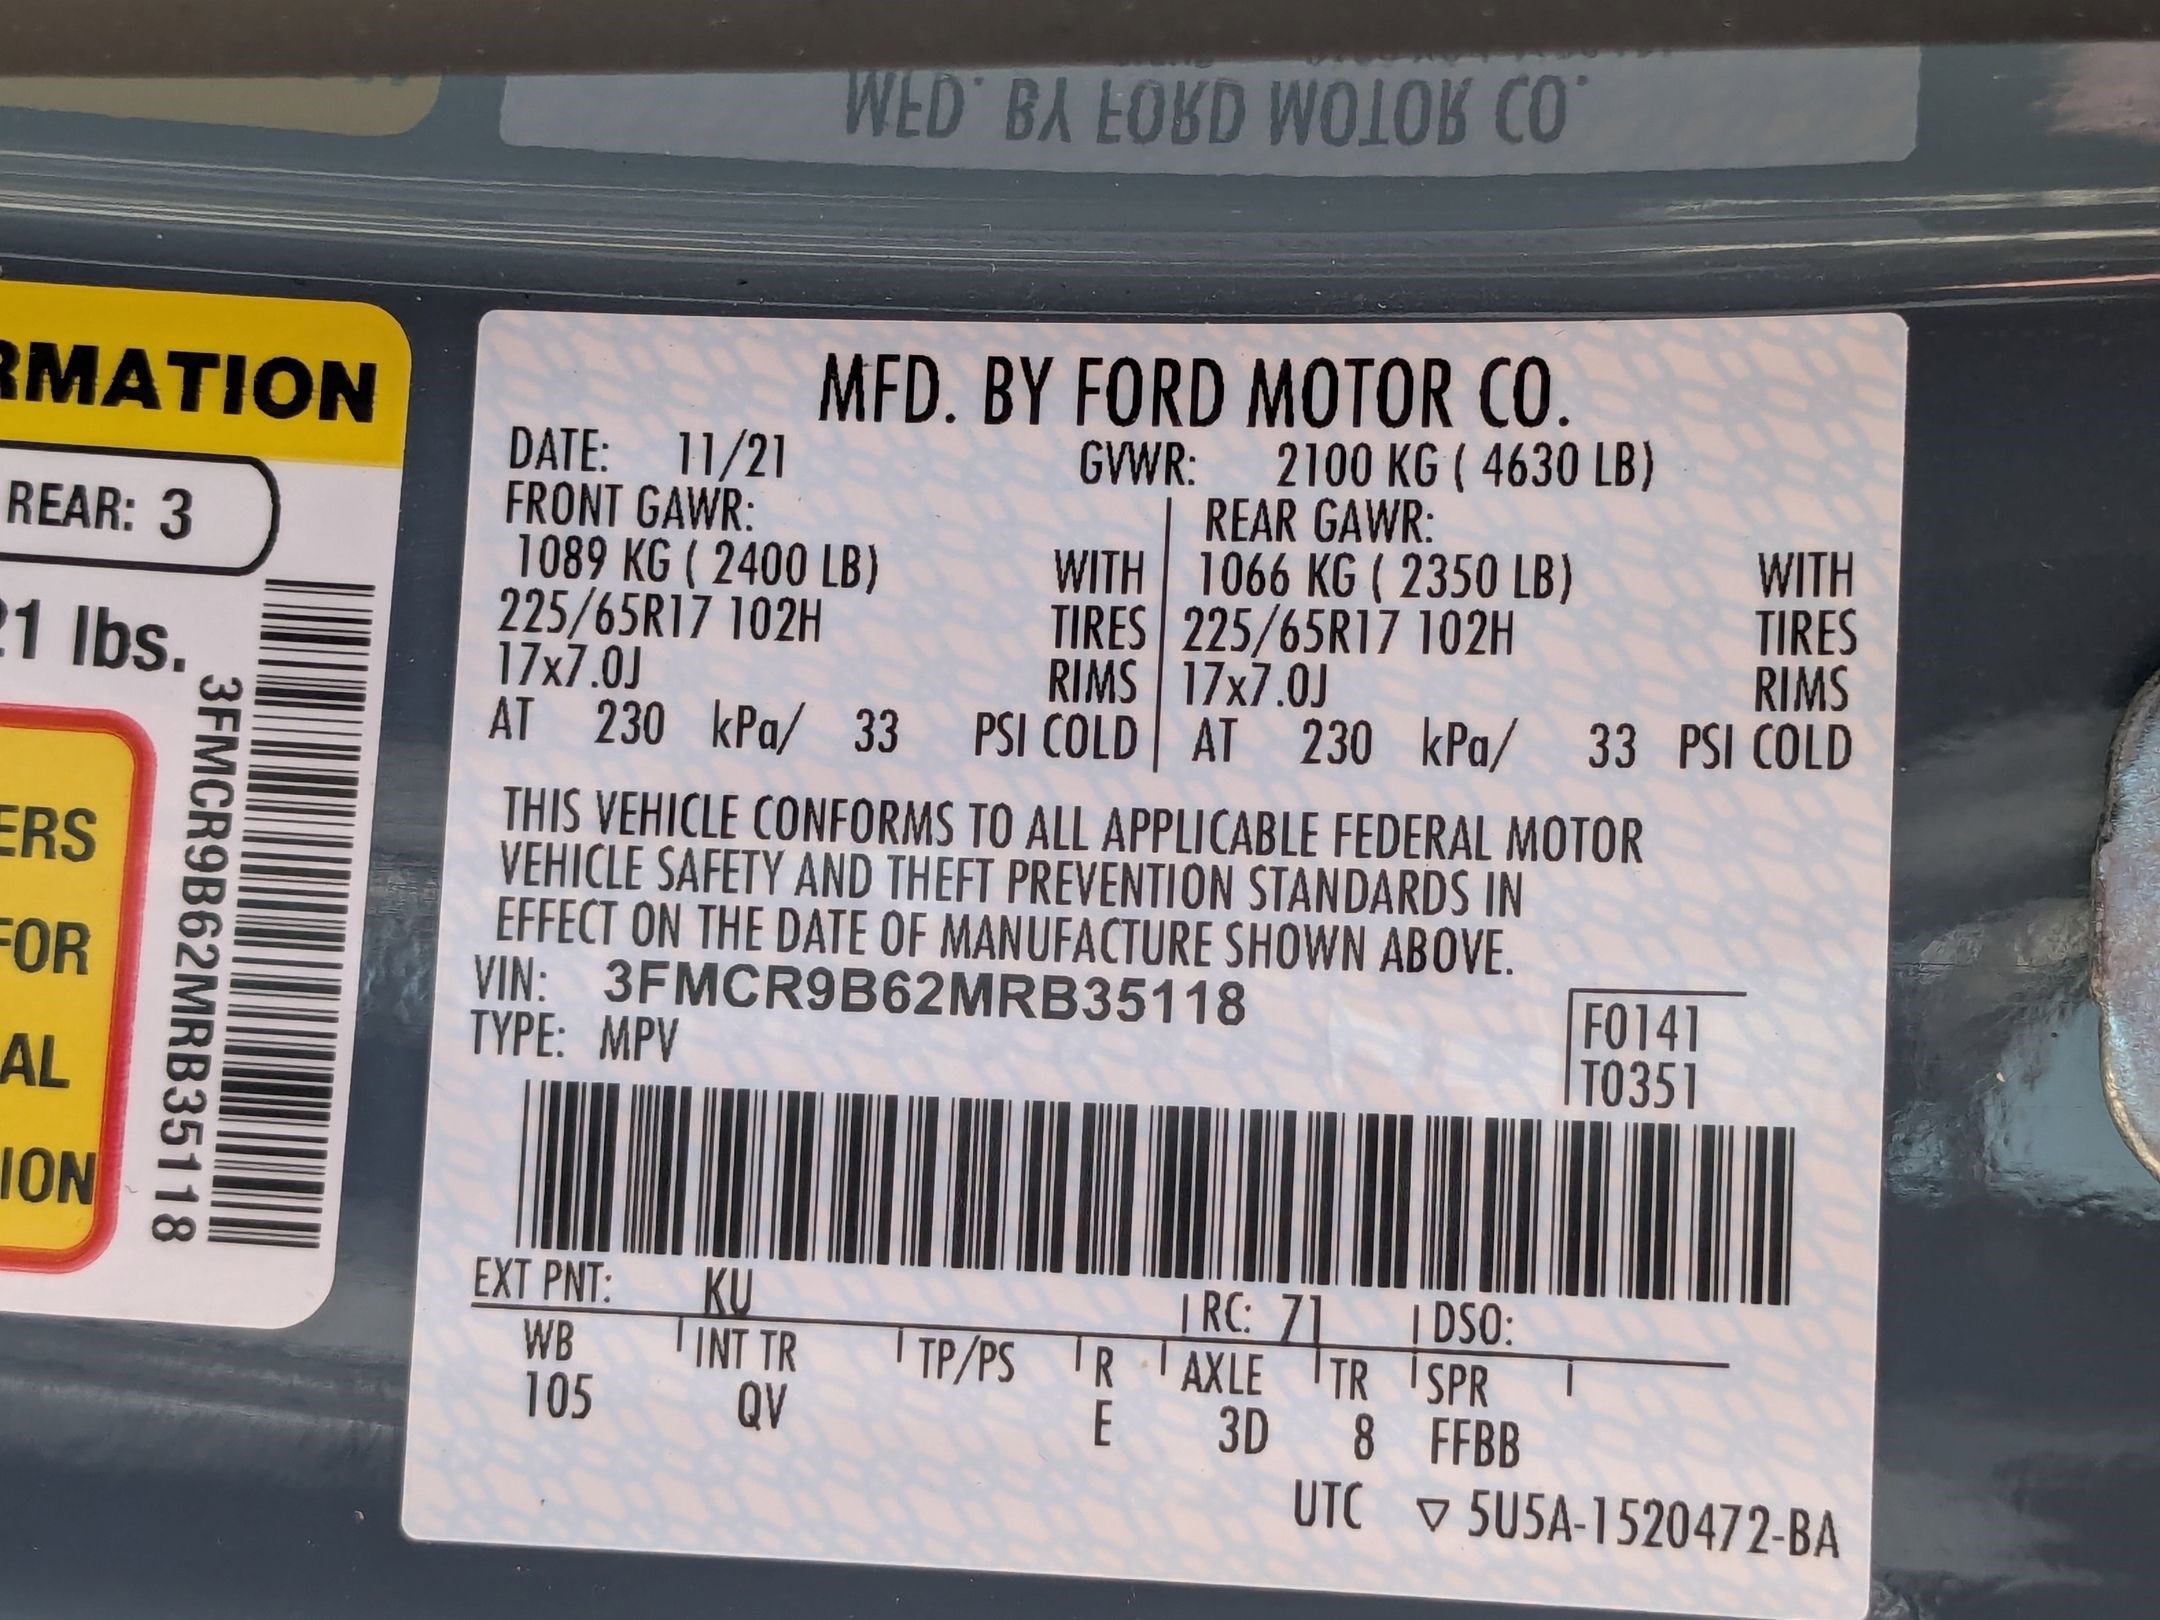 MFD. BY FORD MOTOR CO.
RMATION
REAR: 3
21 lbs.
3FMCR9B62MRB35118
ERS
FOR
AL
ION
MFD. BY FORD MOTOR CO.
DATE: 11/21 GVWR: 2100 KG ( 4630 LB)
FRONT GAWR: REAR GAWR:
1089 KG ( 2400 LB) WITH 1066 KG ( 2350 LB) WITH
225/65R17 102H TIRES 225/65R17 102H TIRES
17x7.0J RIMS 17x7.0J RIMS
AT 230 kPa/ 33 PSI COLD AT 230 kPa/ 33 PSI COLD
THIS VEHICLE CONFORMS TO ALL APPLICABLE FEDERAL MOTOR
VEHICLE SAFETY AND THEFT PREVENTION STANDARDS IN
EFFECT ON THE DATE OF MANUFACTURE SHOWN ABOVE.
VIN: 3FMCR9B62MRB35118
TYPE: MPV
F0141
T0351
EXT PNT: KU RC: 71 DSO:
WB INT TR TP/PS R AXLE TR SPR
105 QV E 3D 8 FFBB
UTC ▽ 5U5A-1520472-BA